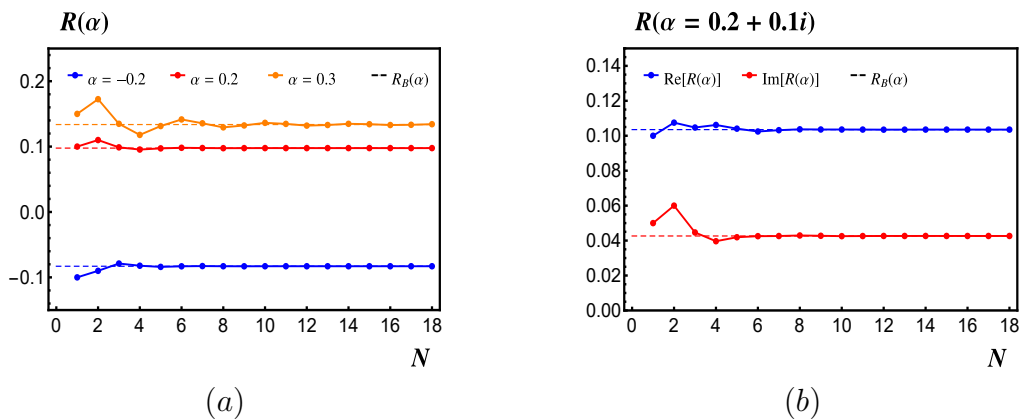 R(α)
α = −0.2 α = 0.2 α = 0.3 R_B(α)
0.2
0.1
0.0
−0.1
0 2 4 6 8 10 12 14 16 18
N
(a)
R(α = 0.2 + 0.1i)
Re[R(α)] Im[R(α)] R_B(α)
0.14
0.12
0.10
0.08
0.06
0.04
0.02
0.00
0 2 4 6 8 10 12 14 16 18
N
(b)